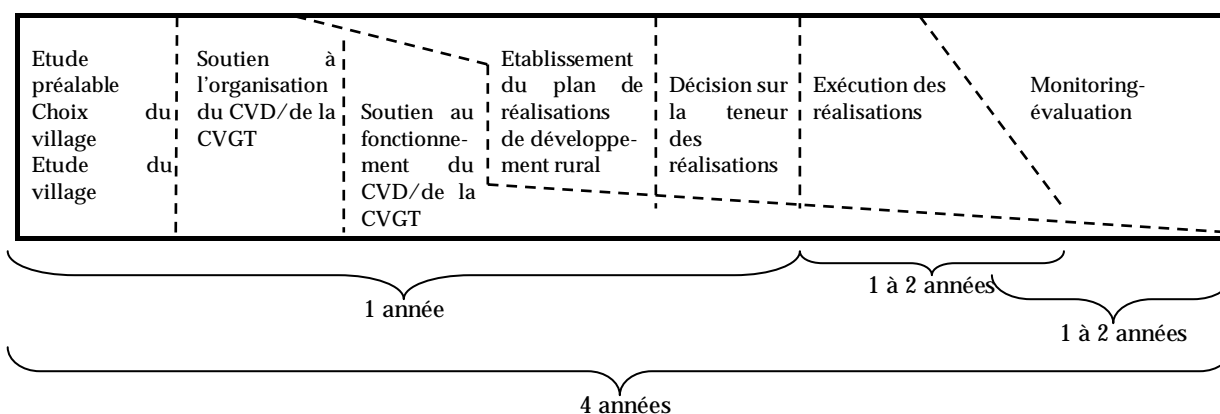 Etude
préalable
Choix du
village
Etude du
village
Soutien à
l'organisation
du CVD/de la
CVGT
Soutien au
fonctionne-
ment du
CVD/de la
CVGT
Etablissement
du plan de
réalisations
de développe-
ment rural
Décision sur
la teneur
des
réalisations
Exécution des
réalisations
Monitoring-
évaluation
1 année
1 à 2 années
1 à 2 années
4 années